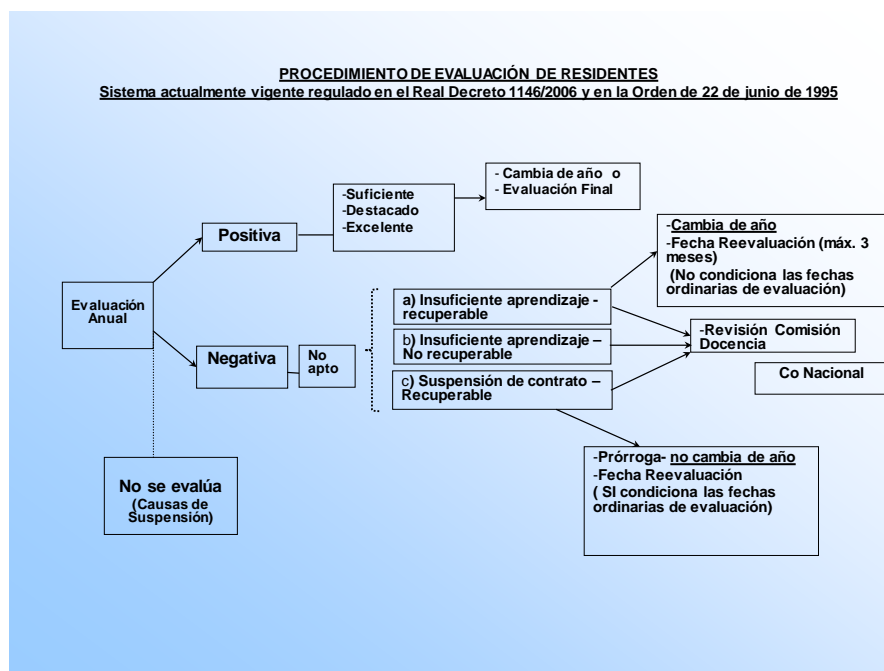 PROCEDIMIENTO DE EVALUACIÓN DE RESIDENTES
Sistema actualmente vigente regulado en el Real Decreto 1146/2006 y en la Orden de 22 de junio de 1995
Evaluación
Anual
Positiva
-Suficiente
-Destacado
-Excelente
- Cambia de año o
- Evaluación Final
Negativa
No
apto
a) Insuficiente aprendizaje -
recuperable
b) Insuficiente aprendizaje –
No recuperable
c) Suspensión de contrato –
Recuperable
-Cambia de año
-Fecha Reevaluación (máx. 3
meses)
(No condiciona las fechas
ordinarias de evaluación)
-Revisión Comisión
Docencia
Co Nacional
-Prórroga- no cambia de año
-Fecha Reevaluación
( SI condiciona las fechas
ordinarias de evaluación)
No se evalúa
(Causas de
Suspensión)